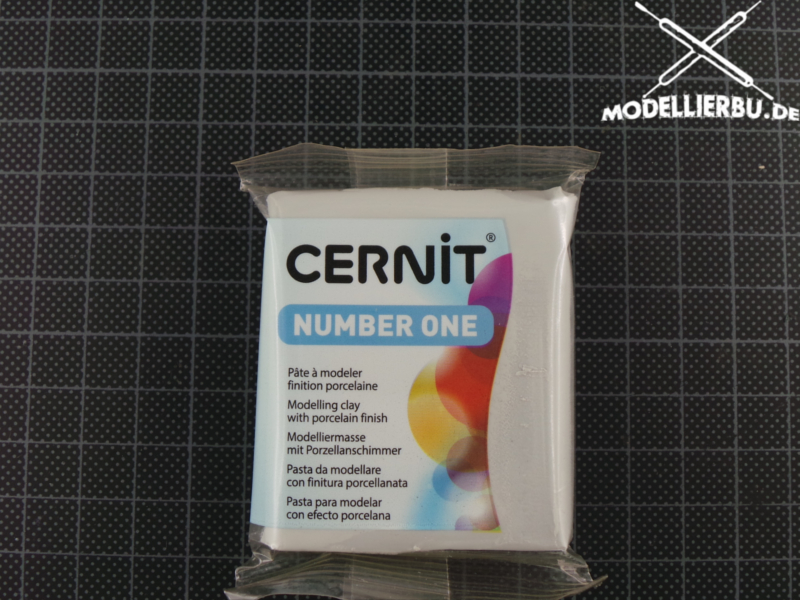 MODELLIERBU.DE
CERNiT®
NUMBER ONE
Pâte à modeler
finition porcelaine
Modelling clay
with porcelain finish
Modelliermasse
mit Porzellanschimmer
Pasta da modellare
con finitura porcellanata
Pasta para modelar
con efecto porcelana